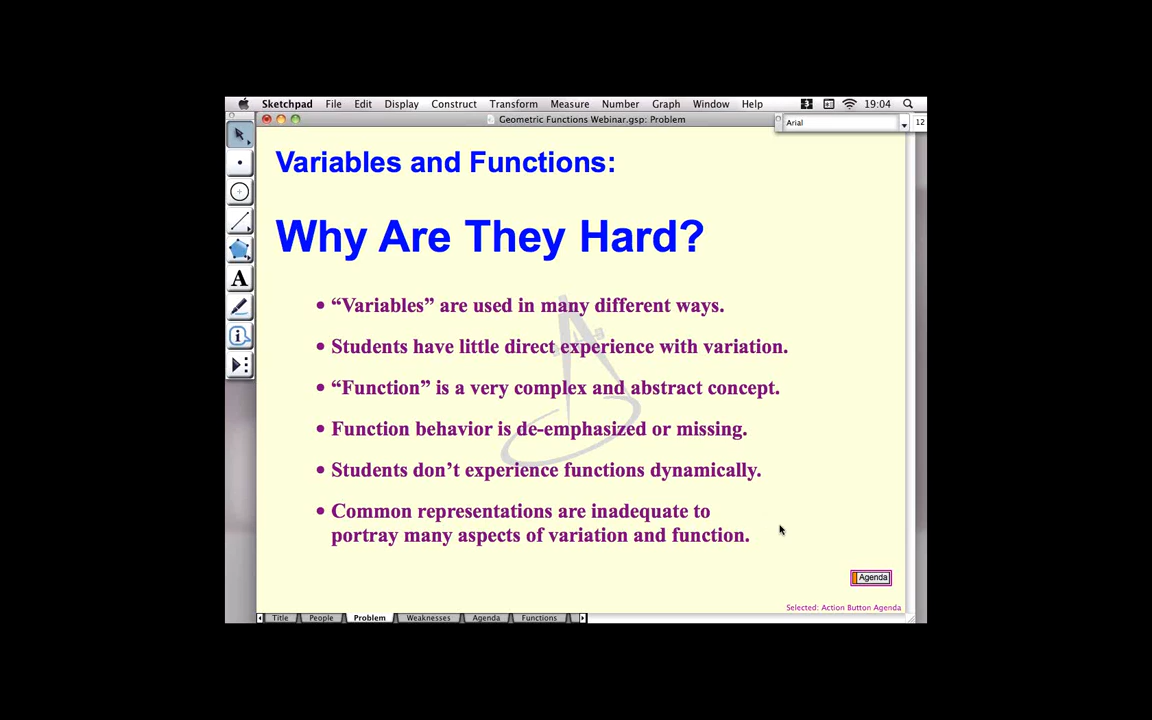 Sketchpad File Edit Display Construct Transform Measure Number Graph Window Help 19:04
Geometric Functions Webinar.gsp: Problem
Arial 12
Variables and Functions:
Why Are They Hard?
A
• “Variables” are used in many different ways.
• Students have little direct experience with variation.
• “Function” is a very complex and abstract concept.
• Function behavior is de-emphasized or missing.
• Students don’t experience functions dynamically.
• Common representations are inadequate to
portray many aspects of variation and function.
Agenda
Selected: Action Button Agenda
Title People Problem Weaknesses Agenda Functions